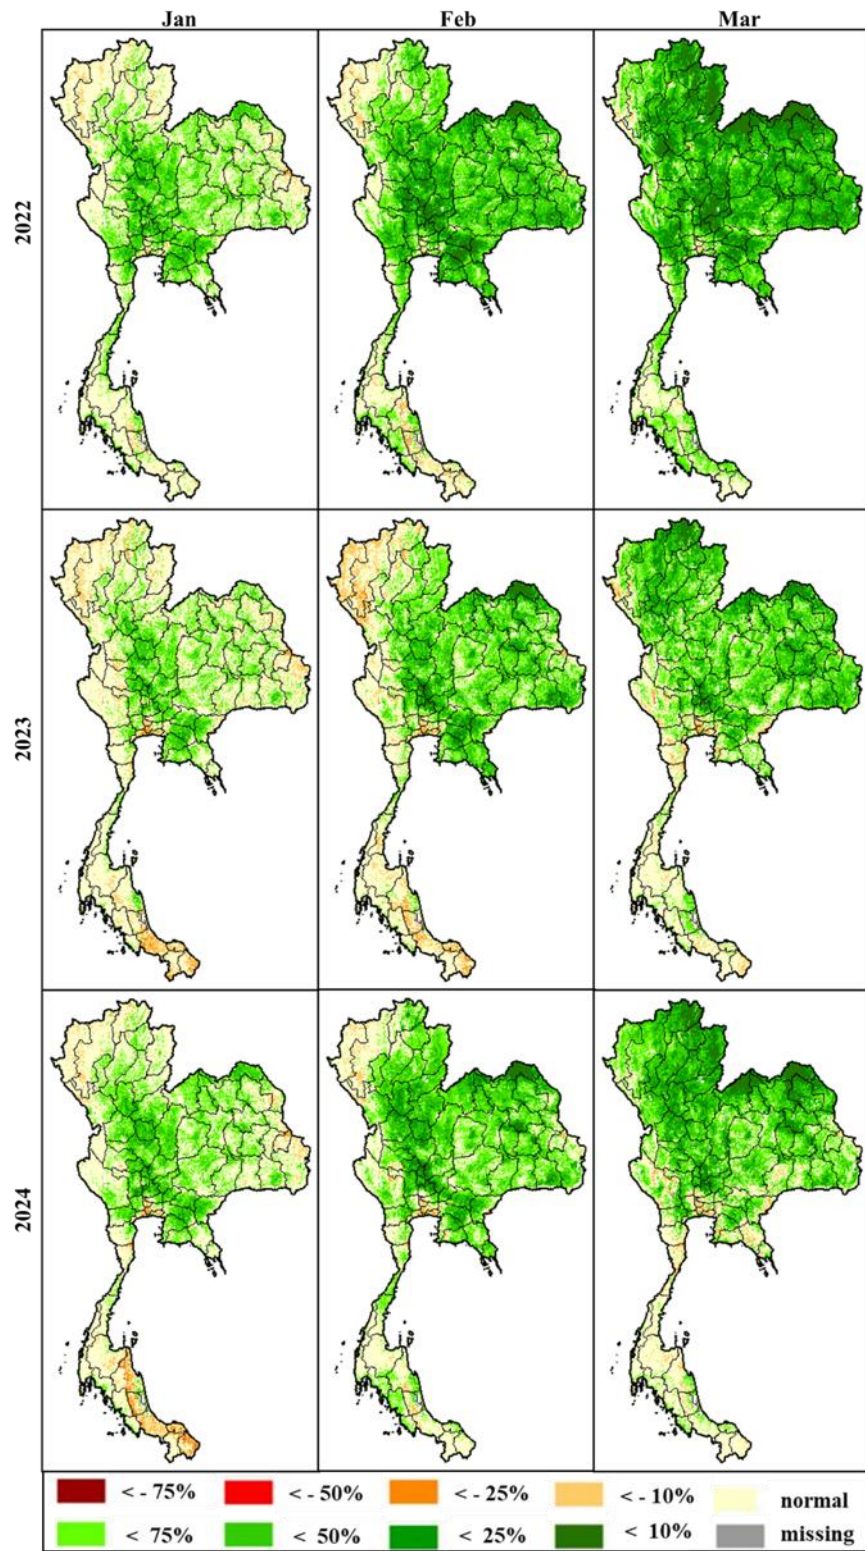 Jan Feb Mar
2022
2023
2024
< - 75% < - 50% < - 25% < - 10% normal
< 75% < 50% < 25% < 10% missing